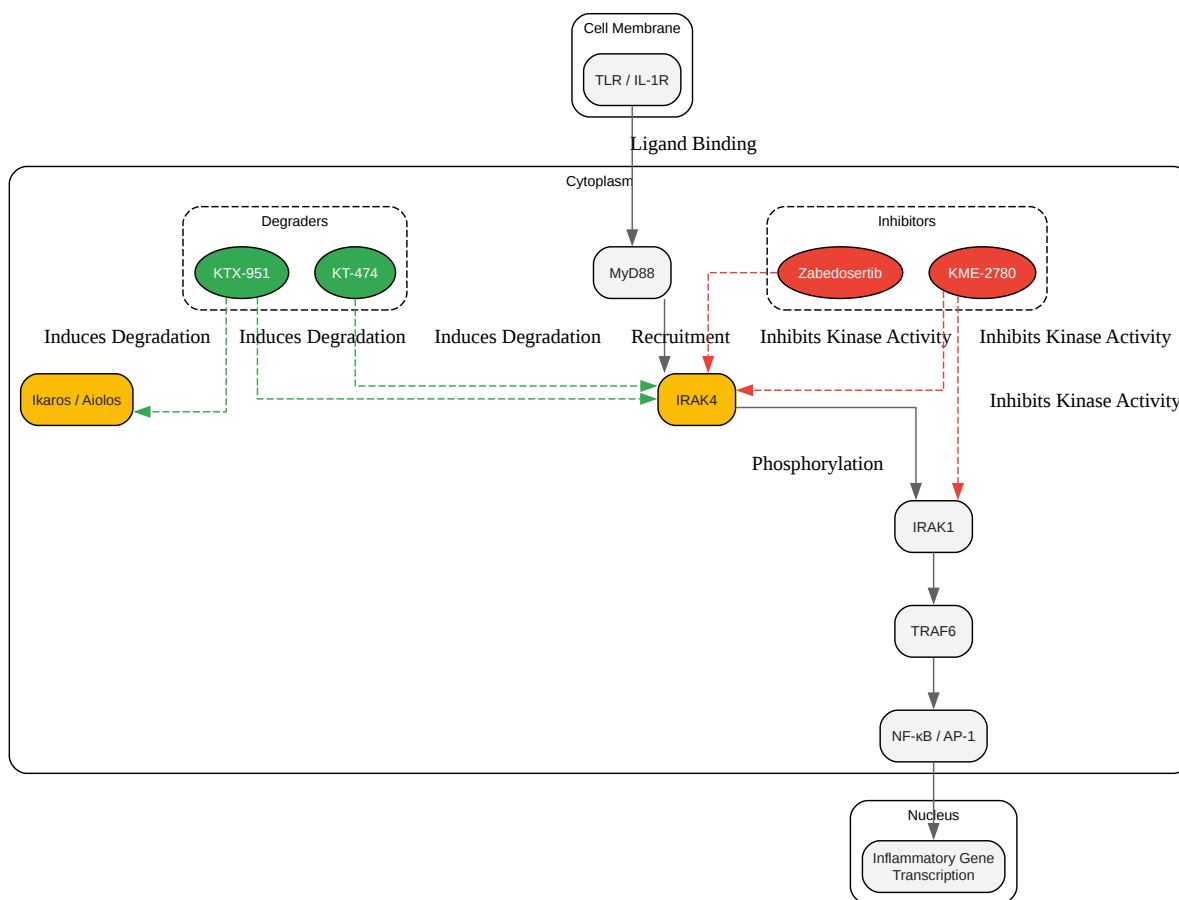 Cell Membrane
TLR / IL-1R
Ligand Binding
Cytoplasm
Degraders
Inhibitors
KTX-951
KT-474
MyD88
Zabedosertib
KME-2780
Induces Degradation
Induces Degradation
Induces Degradation
Recruitment
Inhibits Kinase Activity
Inhibits Kinase Activity
Ikaros / Aiolos
IRAK4
Inhibits Kinase Activity
Phosphorylation
IRAK1
TRAF6
NF-κB / AP-1
Nucleus
Inflammatory Gene
Transcription